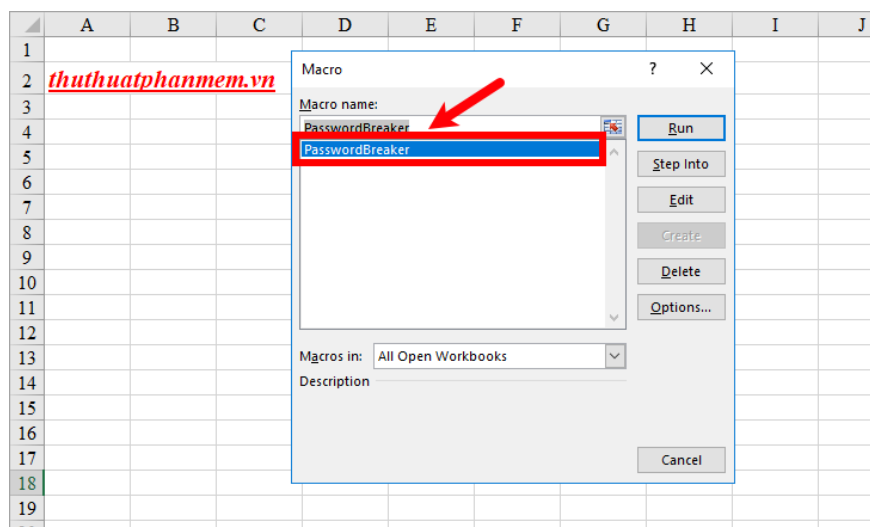 A B C D E F G H I J
1
2 thuthuatphanmem.vn
3
4
5
6
7
8
9
10
11
12
13
14
15
16
17
18
19
Macro ? ×
Macro name:
PasswordBreaker
PasswordBreaker
Run
Step Into
Edit
Create
Delete
Options...
Macros in: All Open Workbooks
Description
Cancel